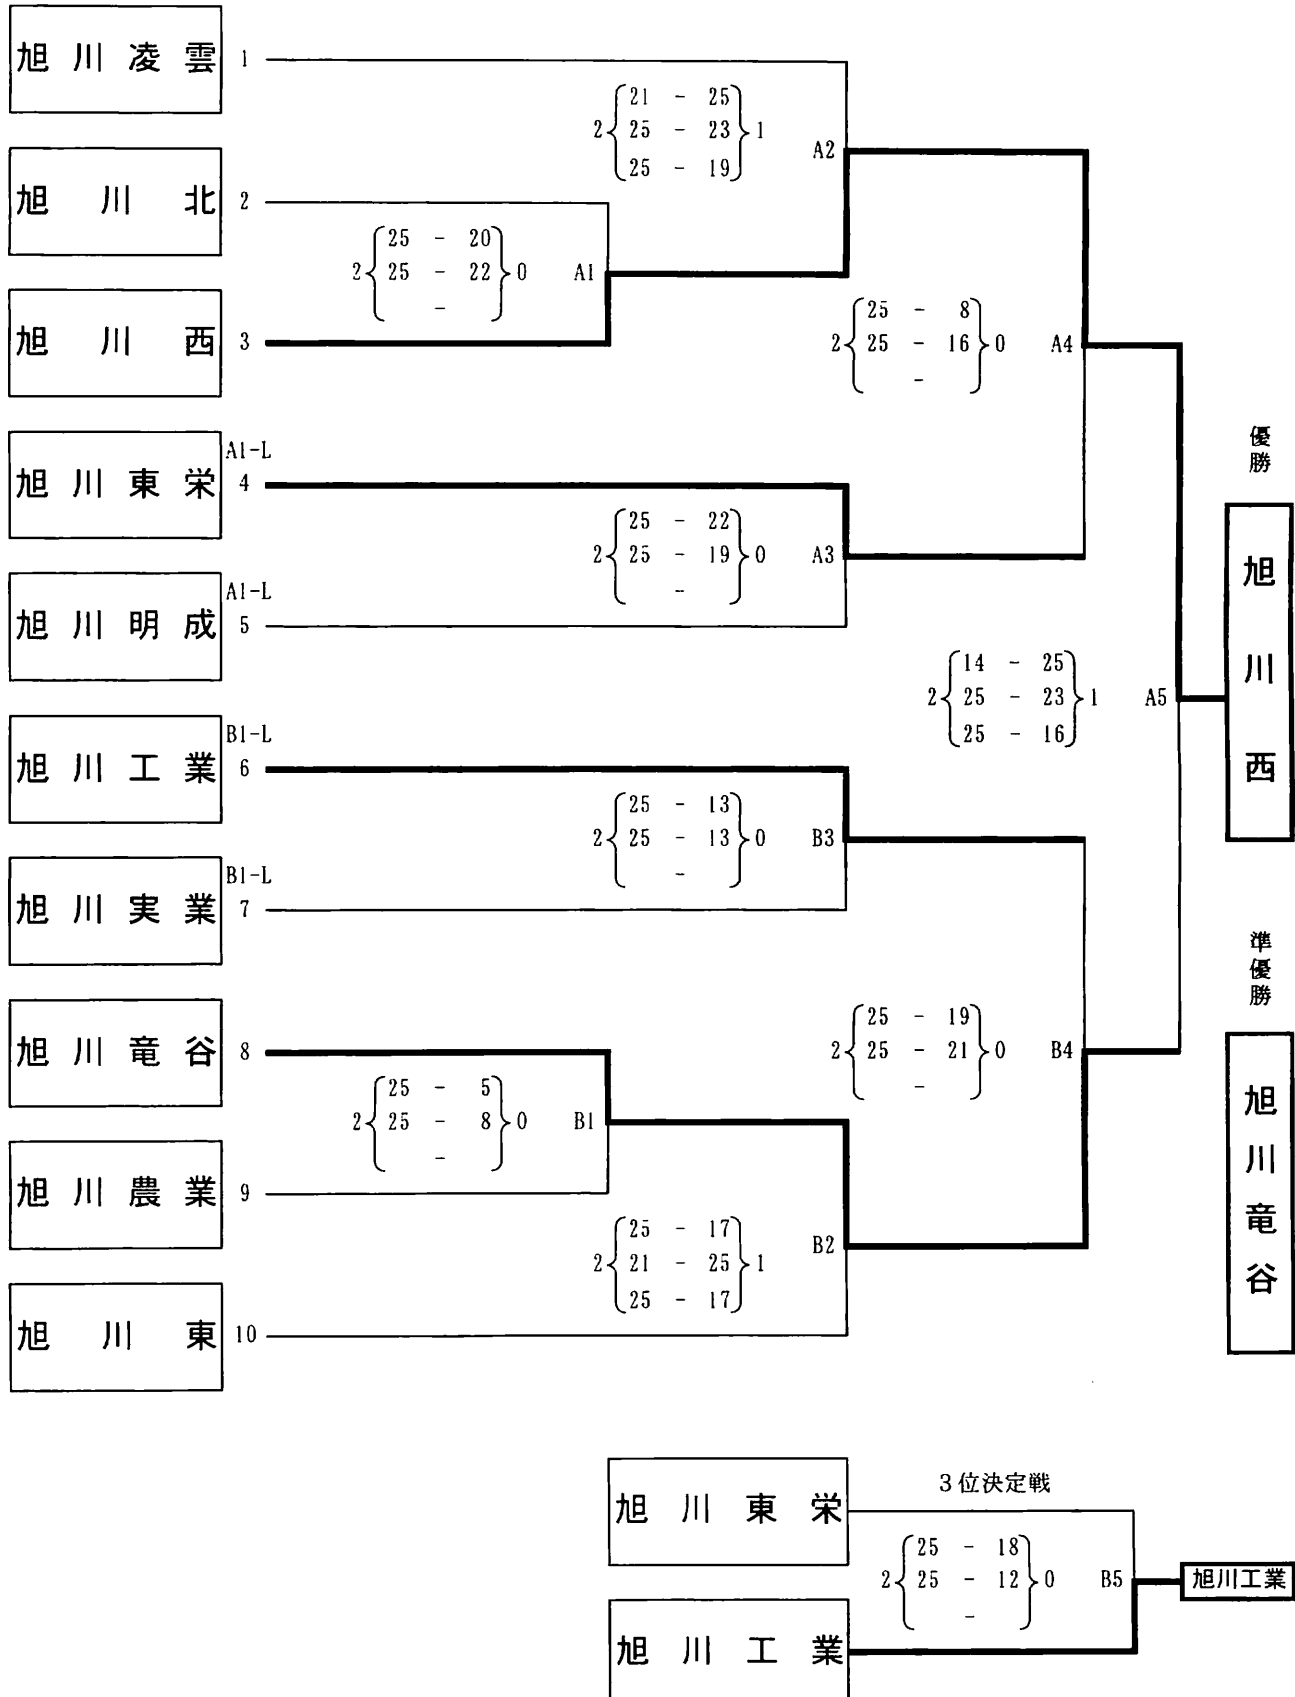 旭川凌雲 1
2 21 - 25 1
25 - 23
25 - 19
A2
旭川北 2
2 25 - 20 0
25 - 22
-
A1
旭川西 3
2 25 - 8 0
25 - 16
-
A4
A1-L
旭川東栄 4
2 25 - 22 0
25 - 19
-
A3
A1-L
旭川明成 5
2 14 - 25 1
25 - 23
25 - 16
A5
優勝
旭川西
B1-L
旭川工業 6
2 25 - 13 0
25 - 13
-
B3
B1-L
旭川実業 7
準優勝
旭川竜谷
旭川竜谷 8
2 25 - 19 0
25 - 21
-
B4
2 25 - 5 0
25 - 8
-
B1
旭川農業 9
2 25 - 17 1
21 - 25
25 - 17
B2
旭川東 10
3位決定戦
旭川東栄
2 25 - 18 0
25 - 12
-
B5
旭川工業
旭川工業